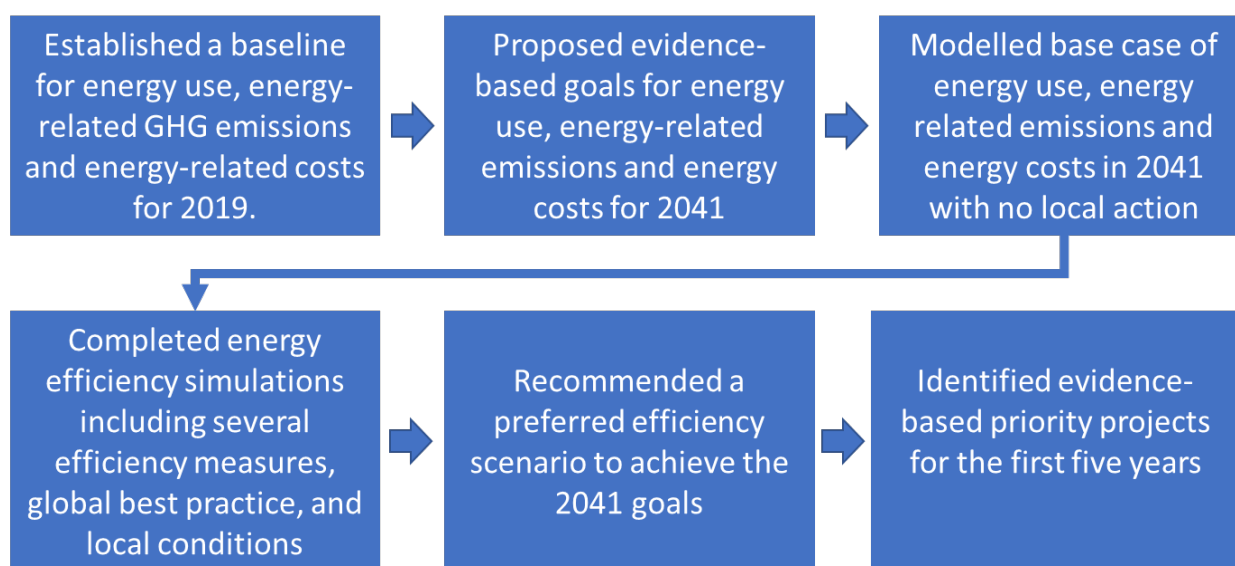 Established a baseline
for energy use, energy-
related GHG emissions
and energy-related costs
for 2019.
Proposed evidence-
based goals for energy
use, energy-related
emissions and energy
costs for 2041
Modelled base case of
energy use, energy
related emissions and
energy costs in 2041
with no local action
Completed energy
efficiency simulations
including several
efficiency measures,
global best practice, and
local conditions
Recommended a
preferred efficiency
scenario to achieve the
2041 goals
Identified evidence-
based priority projects
for the first five years